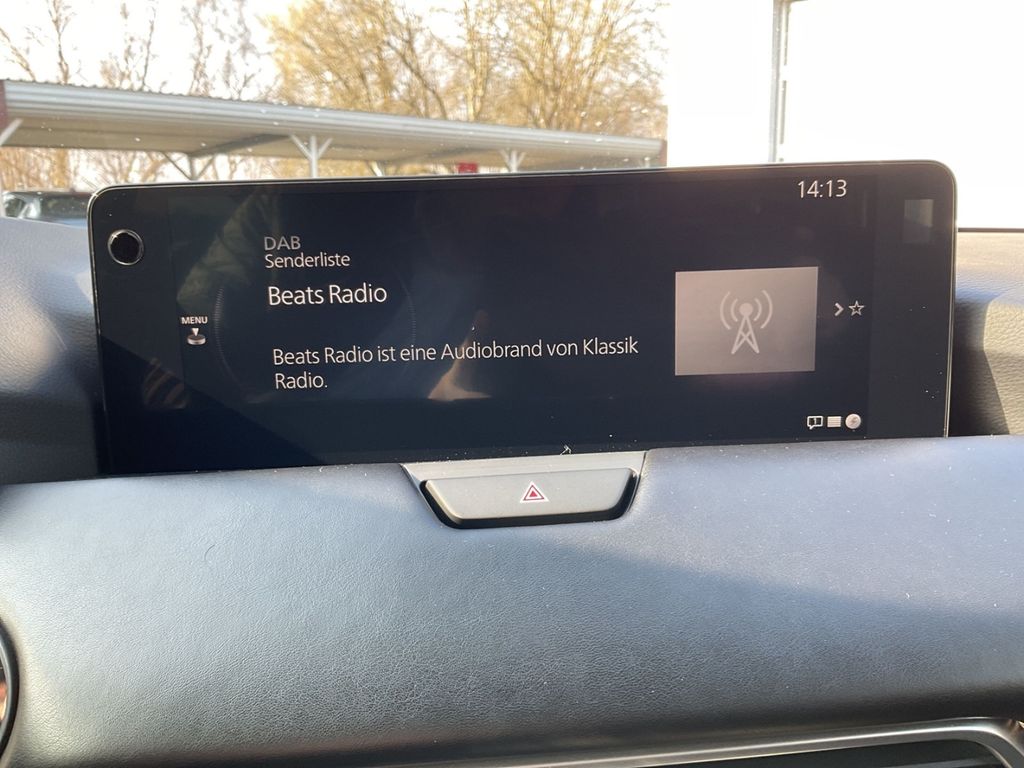 14:13
DAB
Senderliste
Beats Radio
MENU
Beats Radio ist eine Audiobrand von Klassik
Radio.